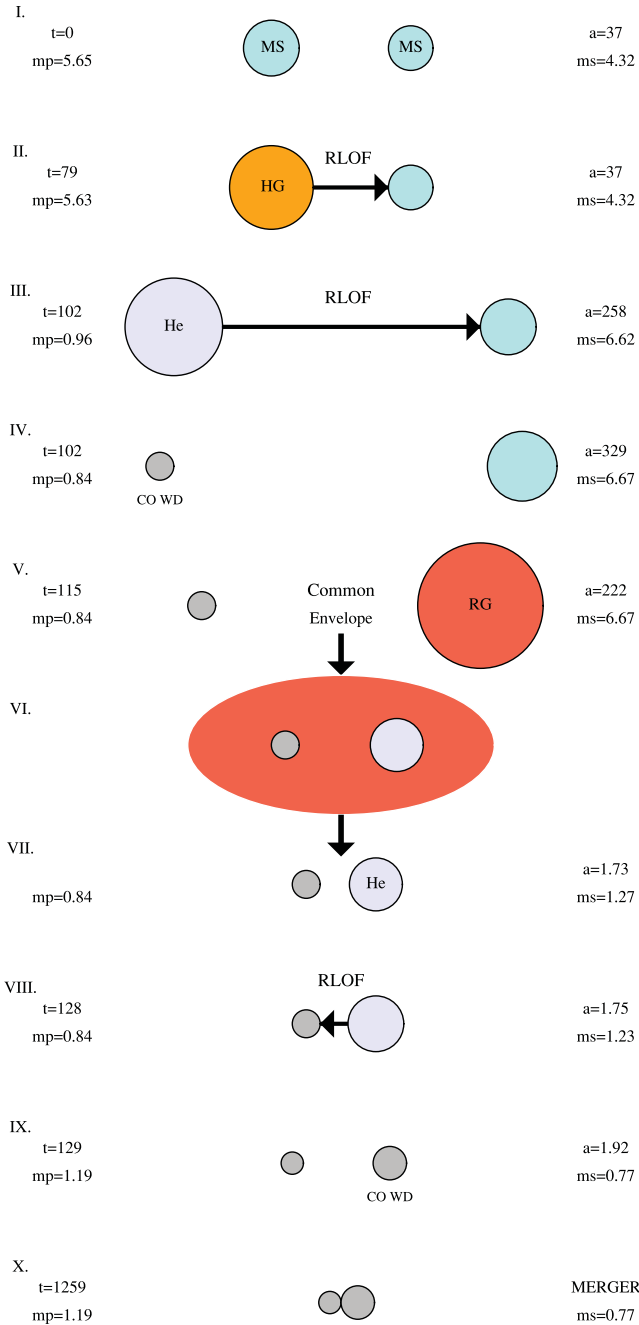 I.
t=0
mp=5.65
MS
MS
a=37
ms=4.32
II.
t=79
mp=5.63
HG
RLOF
a=37
ms=4.32
III.
t=102
mp=0.96
He
RLOF
a=258
ms=6.62
IV.
t=102
mp=0.84
CO WD
a=329
ms=6.67
V.
t=115
mp=0.84
Common
Envelope
RG
a=222
ms=6.67
VI.
VII.
mp=0.84
He
a=1.73
ms=1.27
VIII.
t=128
mp=0.84
RLOF
a=1.75
ms=1.23
IX.
t=129
mp=1.19
CO WD
a=1.92
ms=0.77
X.
t=1259
mp=1.19
MERGER
ms=0.77